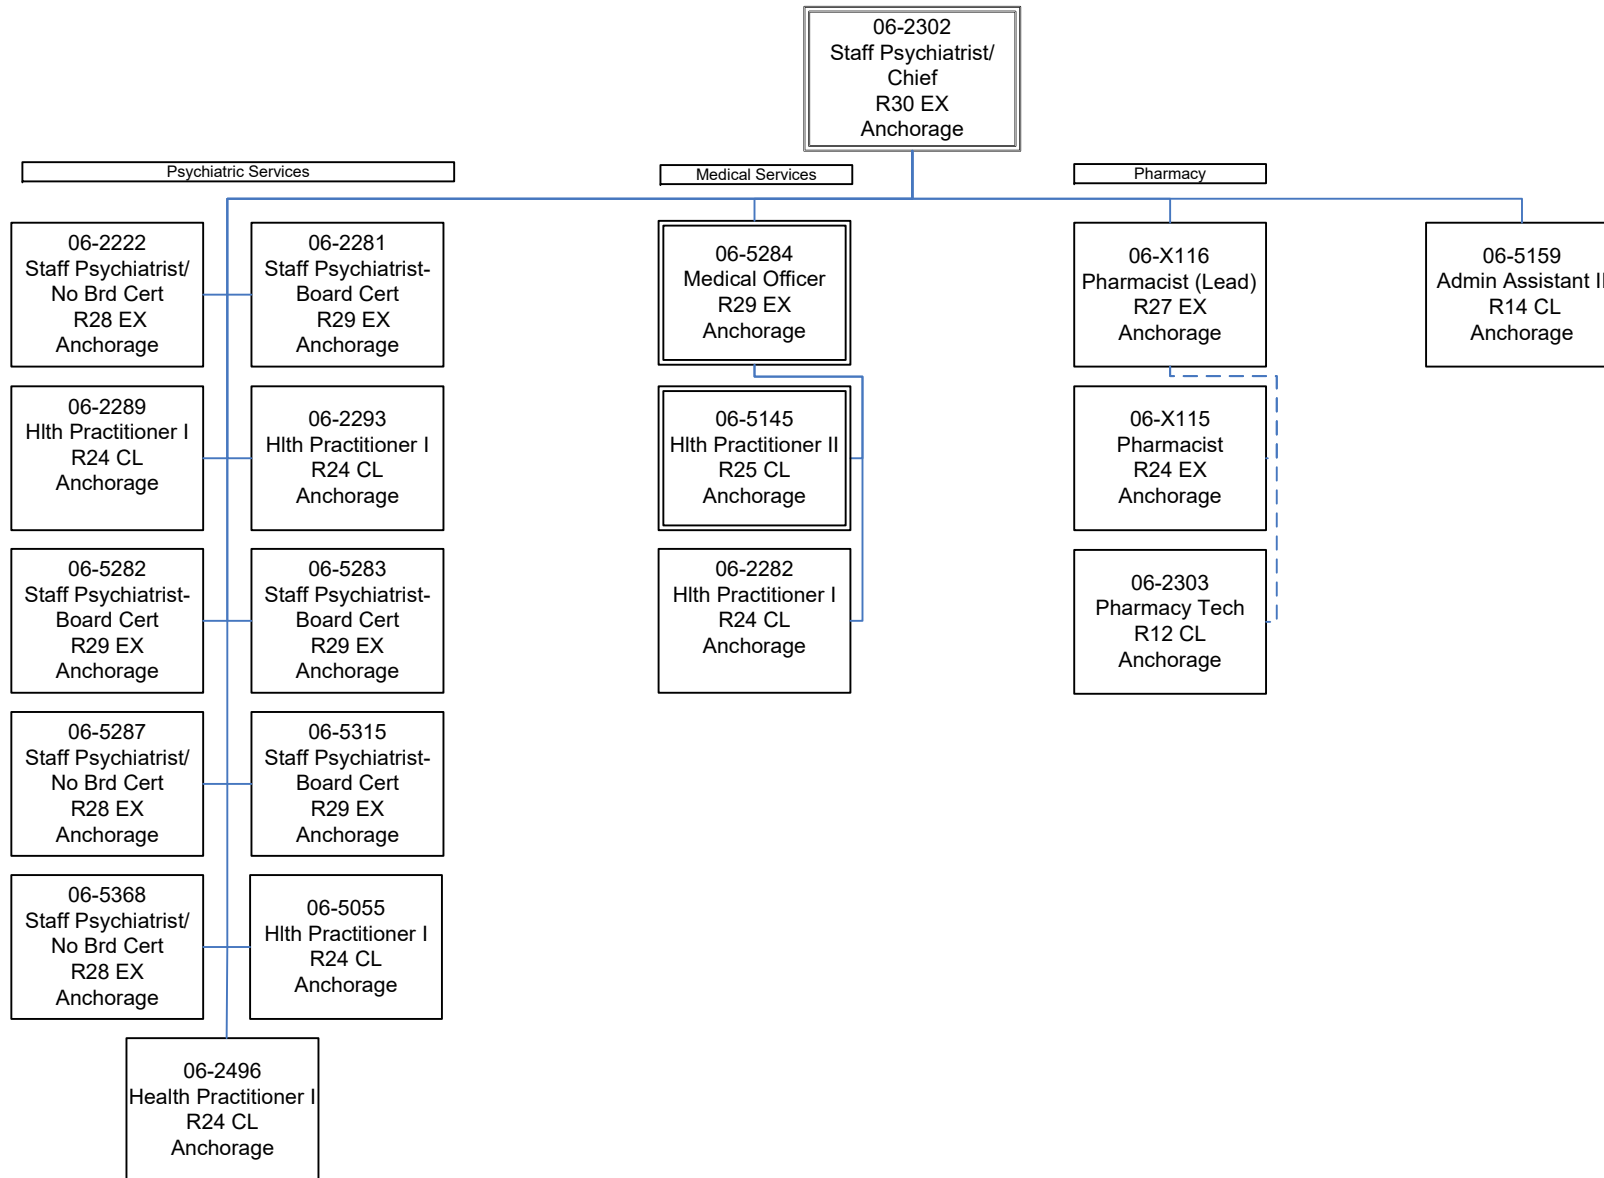 06-2302
Staff Psychiatrist/
Chief
R30 EX
Anchorage
Psychiatric Services
Medical Services
Pharmacy
06-2222
Staff Psychiatrist/
No Brd Cert
R28 EX
Anchorage
06-2281
Staff Psychiatrist-
Board Cert
R29 EX
Anchorage
06-5284
Medical Officer
R29 EX
Anchorage
06-X116
Pharmacist (Lead)
R27 EX
Anchorage
06-5159
Admin Assistant II
R14 CL
Anchorage
06-2289
Hlth Practitioner I
R24 CL
Anchorage
06-2293
Hlth Practitioner I
R24 CL
Anchorage
06-5145
Hlth Practitioner II
R25 CL
Anchorage
06-X115
Pharmacist
R24 EX
Anchorage
06-5282
Staff Psychiatrist-
Board Cert
R29 EX
Anchorage
06-5283
Staff Psychiatrist-
Board Cert
R29 EX
Anchorage
06-2282
Hlth Practitioner I
R24 CL
Anchorage
06-2303
Pharmacy Tech
R12 CL
Anchorage
06-5287
Staff Psychiatrist/
No Brd Cert
R28 EX
Anchorage
06-5315
Staff Psychiatrist-
Board Cert
R29 EX
Anchorage
06-5368
Staff Psychiatrist/
No Brd Cert
R28 EX
Anchorage
06-5055
Hlth Practitioner I
R24 CL
Anchorage
06-2496
Health Practitioner I
R24 CL
Anchorage